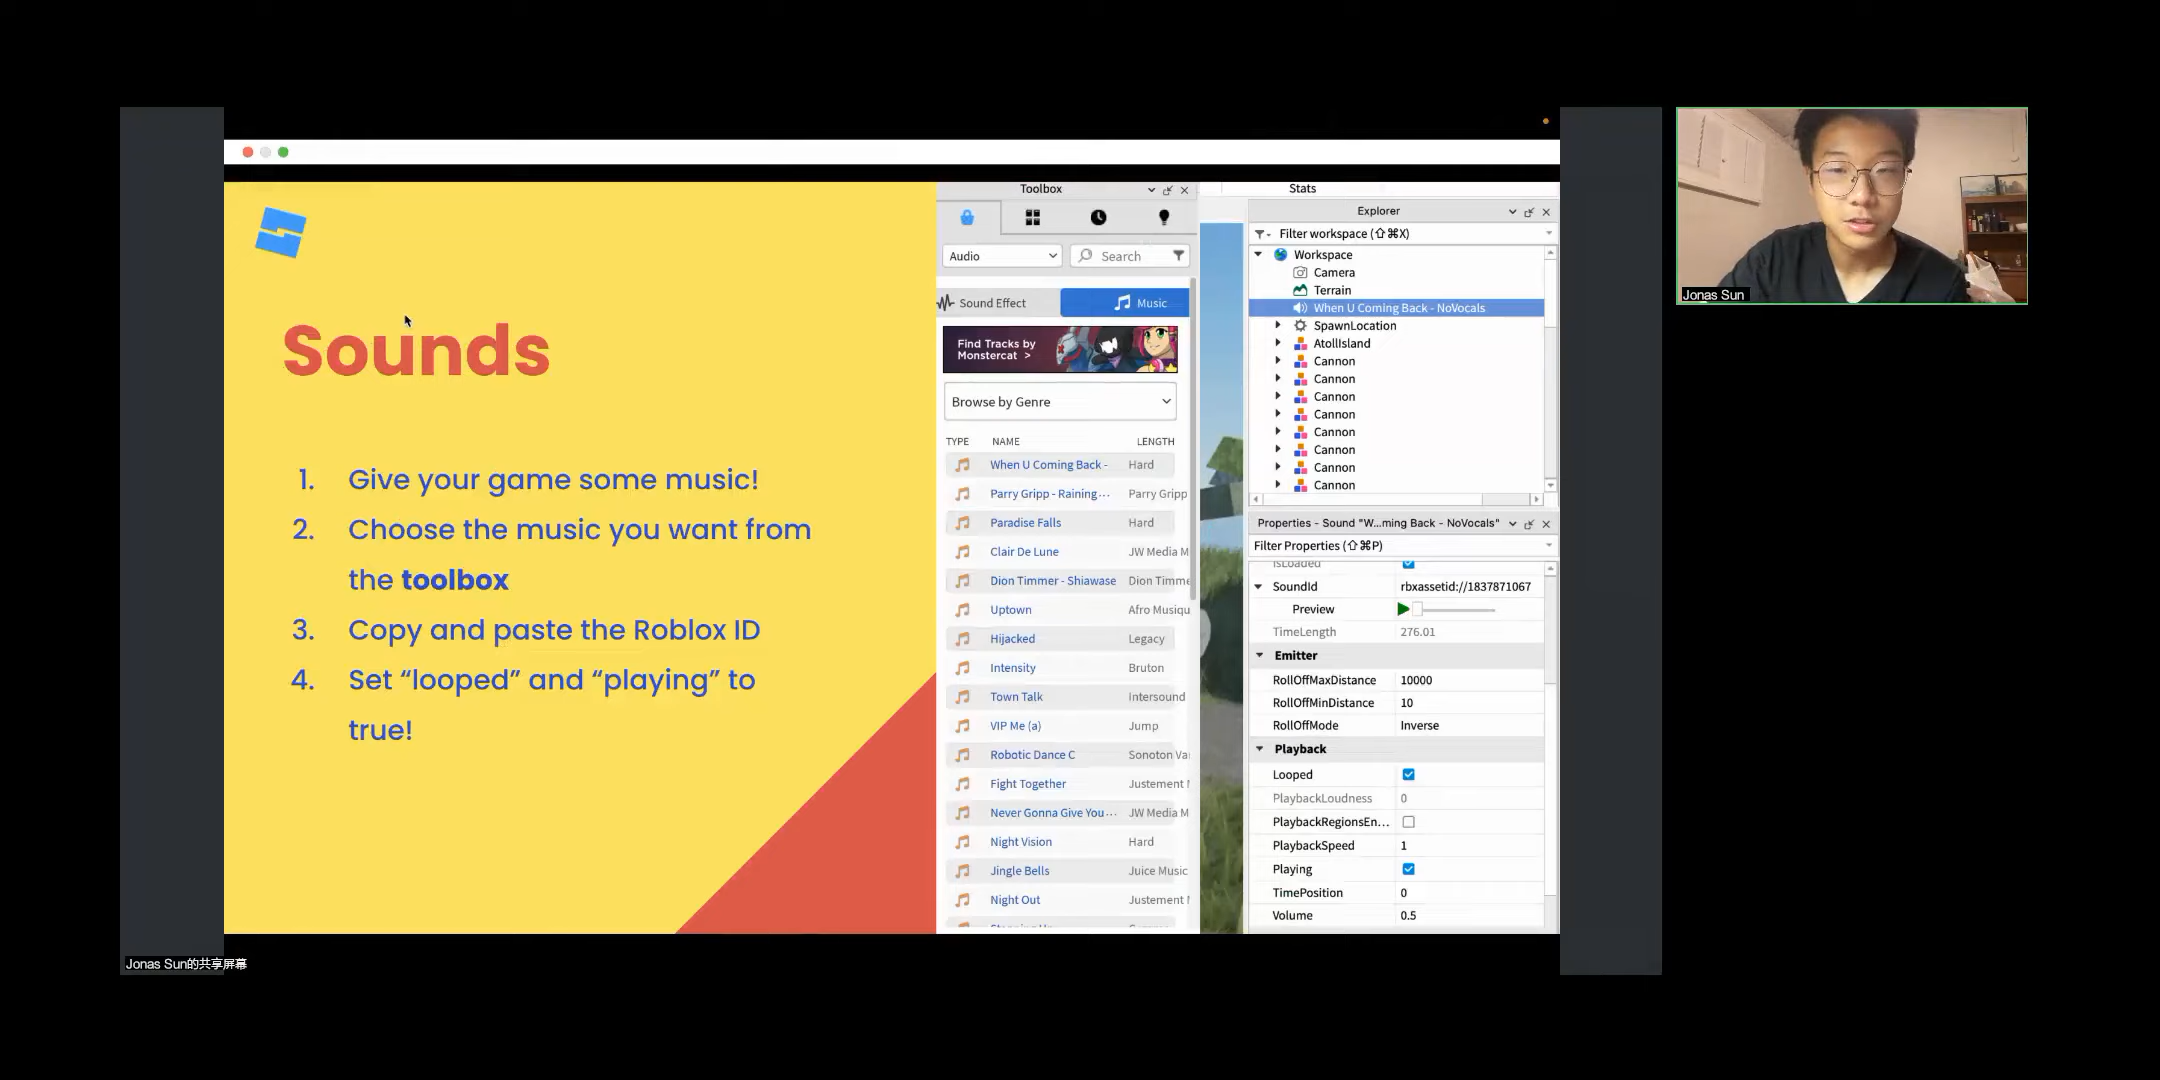 Sounds
1. Give your game some music!
2. Choose the music you want from
the toolbox
3. Copy and paste the Roblox ID
4. Set “looped” and “playing” to
true!
Toolbox
Audio
Search
Sound Effect
Music
Find Tracks by
Monstercat >
Browse by Genre
TYPE NAME LENGTH
When U Coming Back - Hard
Parry Gripp - Raining... Parry Gripp
Paradise Falls Hard
Clair De Lune JW Media M
Dion Timmer - Shiawase Dion Timme
Uptown Afro Musiqu
Hijacked Legacy
Intensity Bruton
Town Talk Intersound
VIP Me (a) Jump
Robotic Dance C Sonoton Va
Fight Together Justement
Never Gonna Give You... JW Media M
Night Vision Hard
Jingle Bells Juice Music
Night Out Justement
Stats
Explorer
Filter workspace (⇧⌘X)
Workspace
Camera
Terrain
When U Coming Back - NoVocals
SpawnLocation
AtollIsland
Cannon
Cannon
Cannon
Cannon
Cannon
Cannon
Cannon
Cannon
Properties - Sound "W...ming Back - NoVocals"
Filter Properties (⇧⌘P)
IsLoaded
SoundId rbxassetid://1837871067
Preview
TimeLength 276.01
Emitter
RollOffMaxDistance 10000
RollOffMinDistance 10
RollOffMode Inverse
Playback
Looped
PlaybackLoudness 0
PlaybackRegionsEn...
PlaybackSpeed 1
Playing
TimePosition 0
Volume 0.5
Jonas Sun
Jonas Sun的共享屏幕